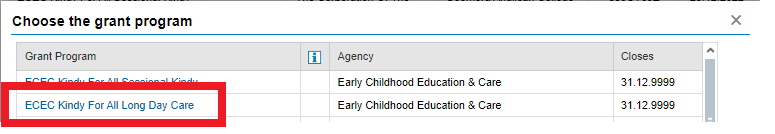 Choose the grant program
Grant Program Agency Closes
ECEC Kindy For All Sessional Kindy Early Childhood Education & Care 31.12.9999
ECEC Kindy For All Long Day Care Early Childhood Education & Care 31.12.9999